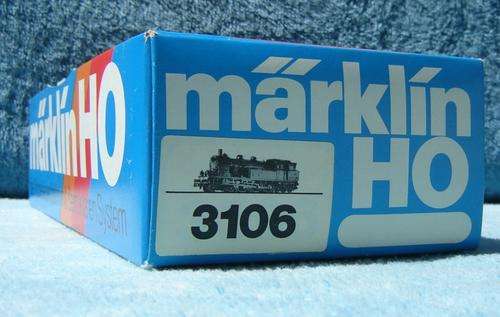 märklin
HO
3106
märklin HO
System